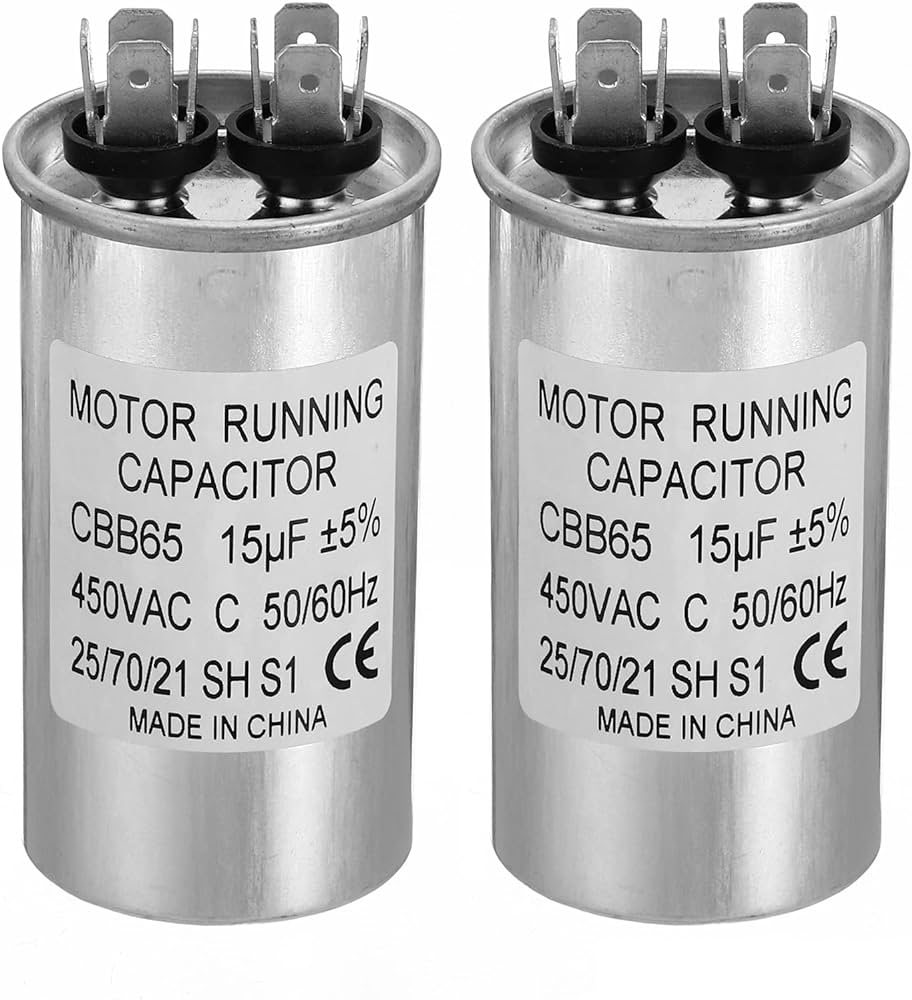 MOTOR RUNNING
CAPACITOR
CBB65 15µF ±5%
450VAC C 50/60Hz
25/70/21 SH S1 CE
MADE IN CHINA
MOTOR RUNNING
CAPACITOR
CBB65 15µF ±5%
450VAC C 50/60Hz
25/70/21 SH S1 CE
MADE IN CHINA